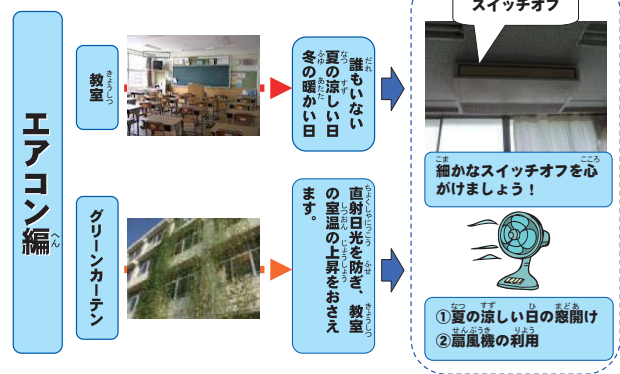 エアコン編
教室
誰もいない
夏の涼しい日
冬の暖かい日
スイッチオフ
細かなスイッチオフを心
がけましょう！
グリーンカーテン
直射日光を防ぎ、教室
の室温の上昇をおさえ
ます。
①夏の涼しい日の窓開け
②扇風機の利用